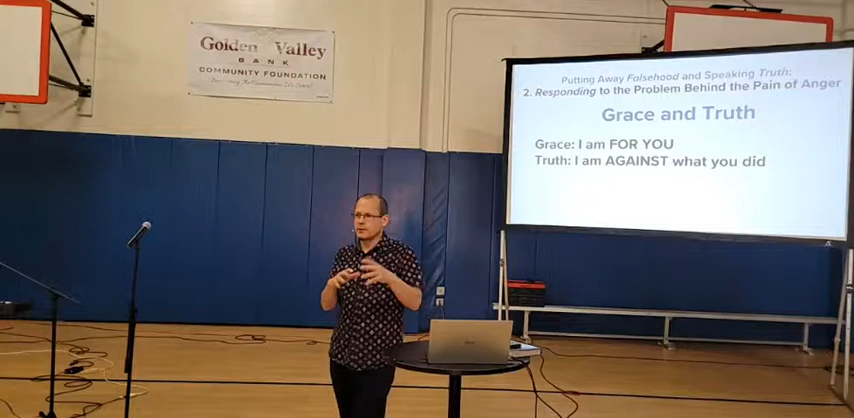 Golden Valley
BANK
COMMUNITY FOUNDATION
Putting Away Falsehood and Speaking Truth:
2. Responding to the Problem Behind the Pain of Anger
Grace and Truth
Grace: I am FOR YOU
Truth: I am AGAINST what you did